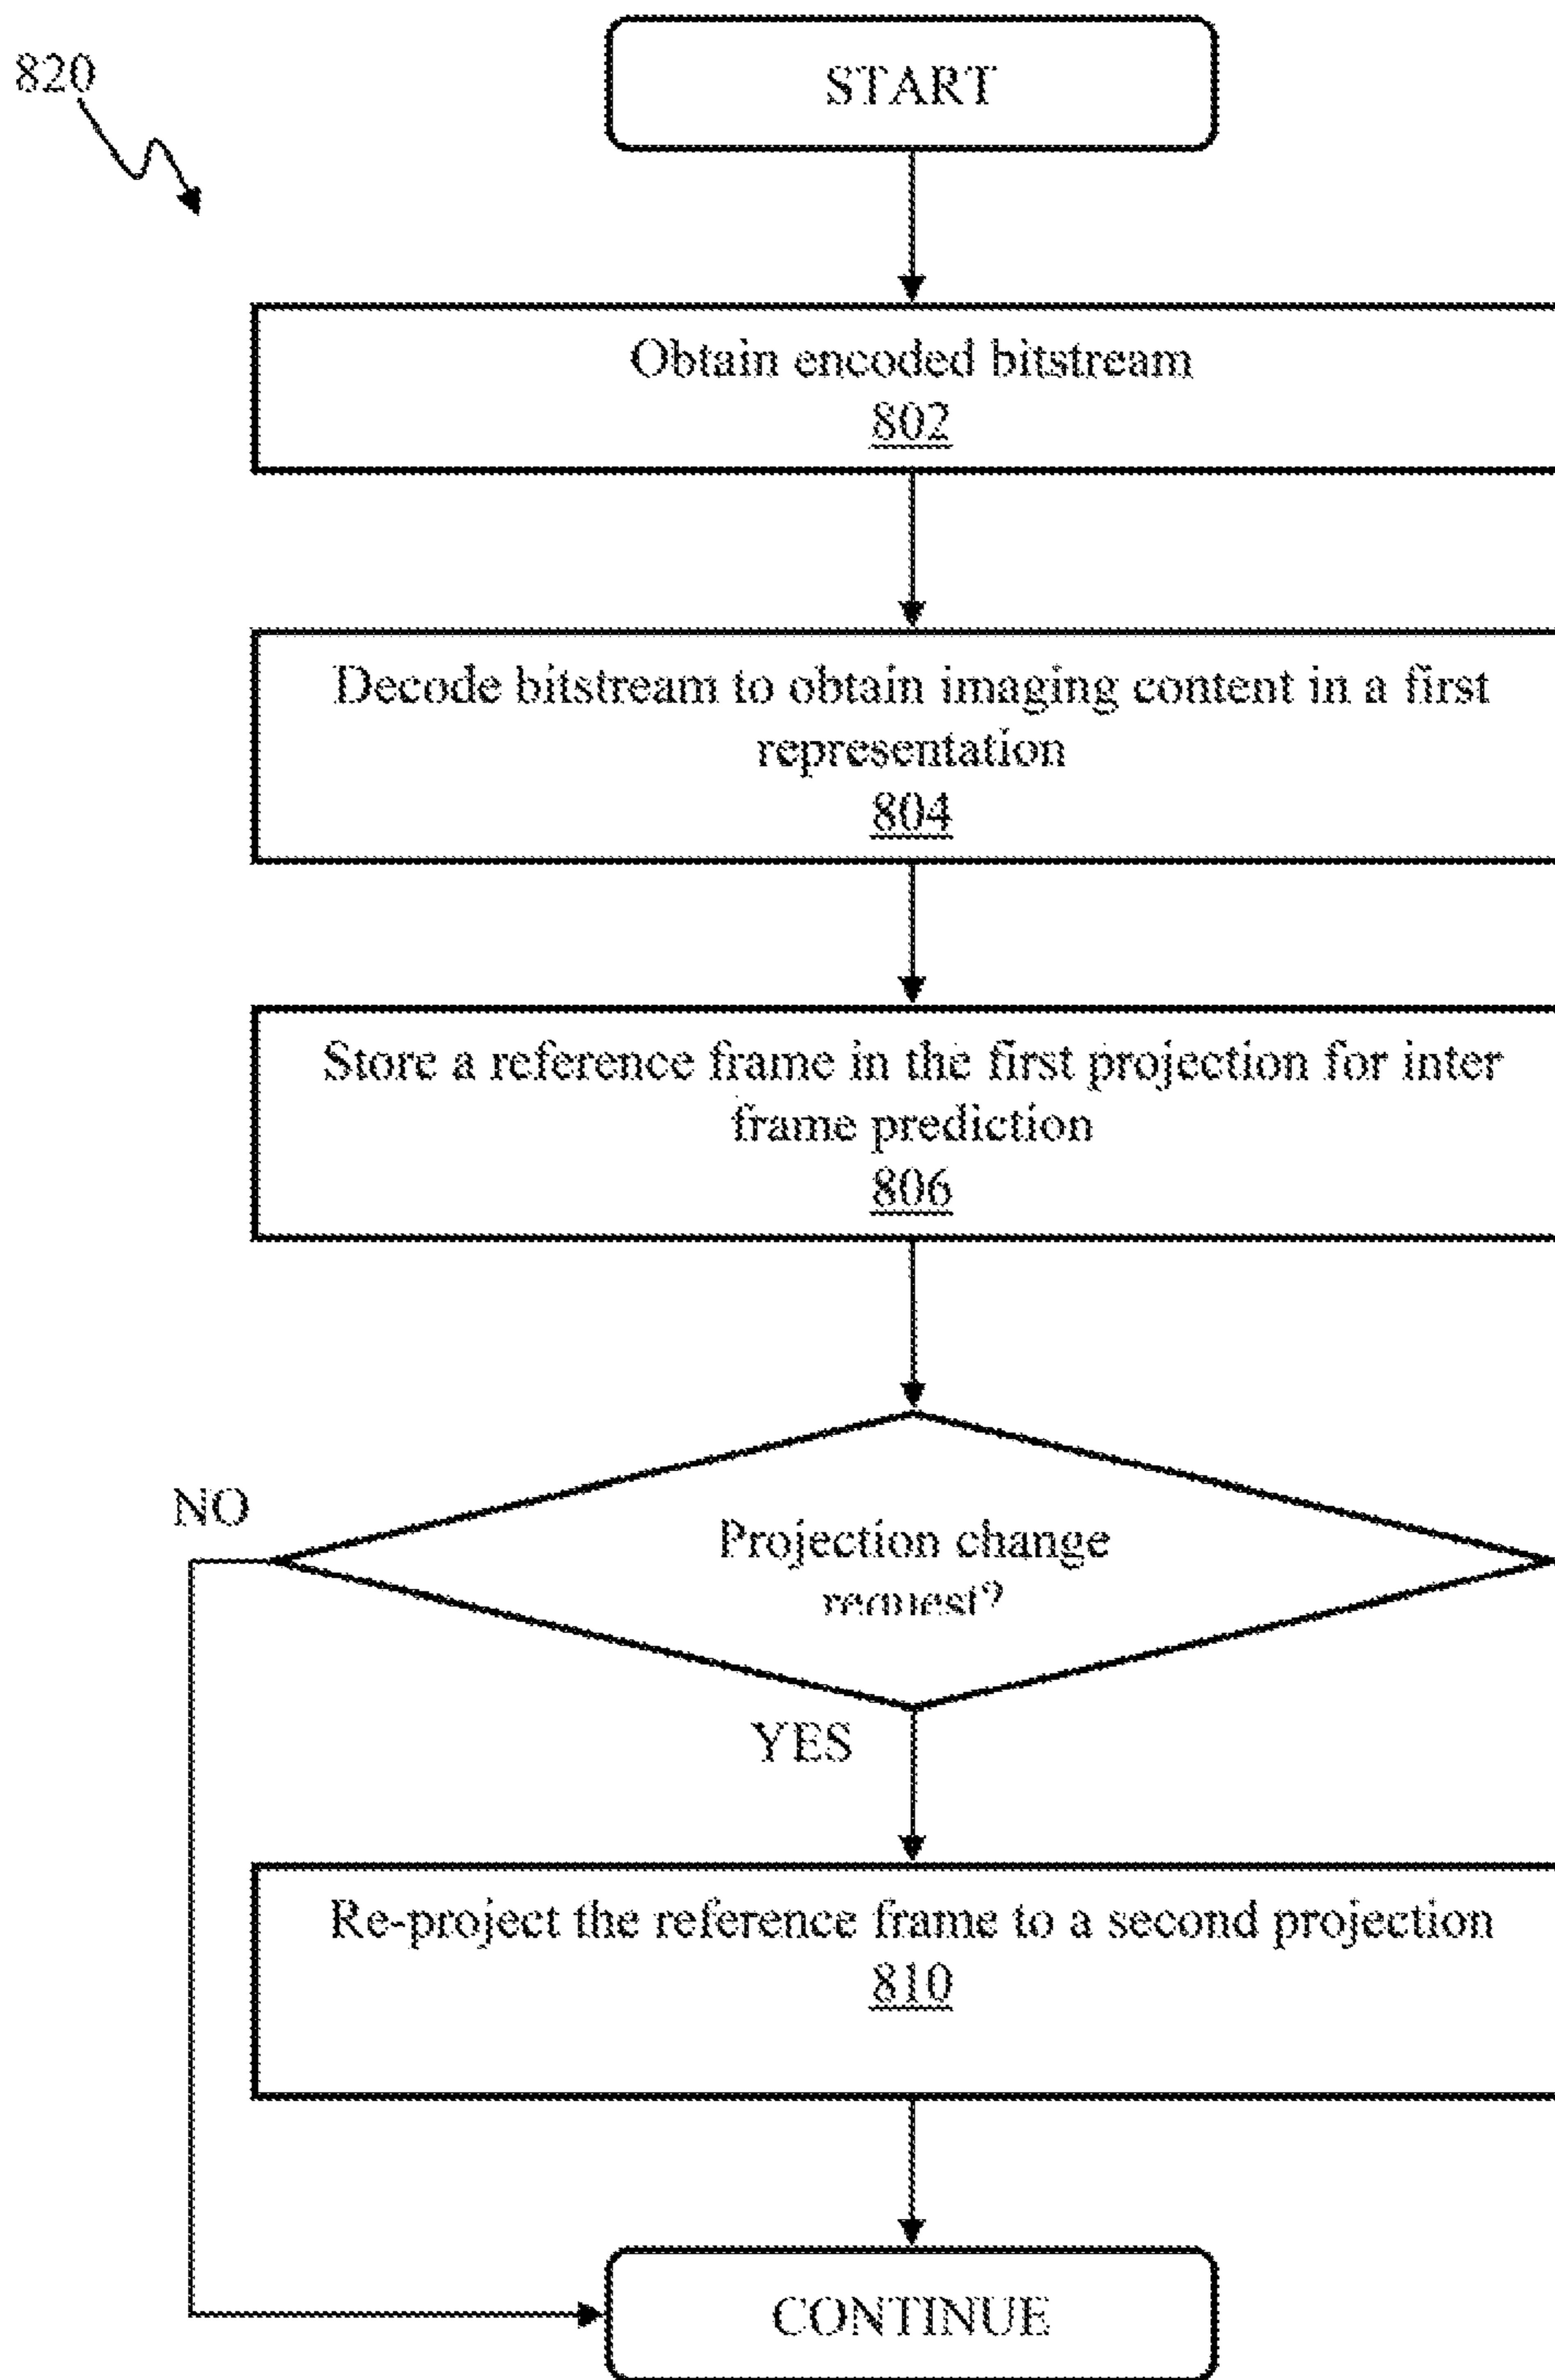 820
START
Obtain encoded bitstream
802
Decode bitstream to obtain imaging content in a first
representation
804
Store a reference frame in the first projection for inter
frame prediction
806
NO
Projection change
request?
YES
Re-project the reference frame to a second projection
810
CONTINUE